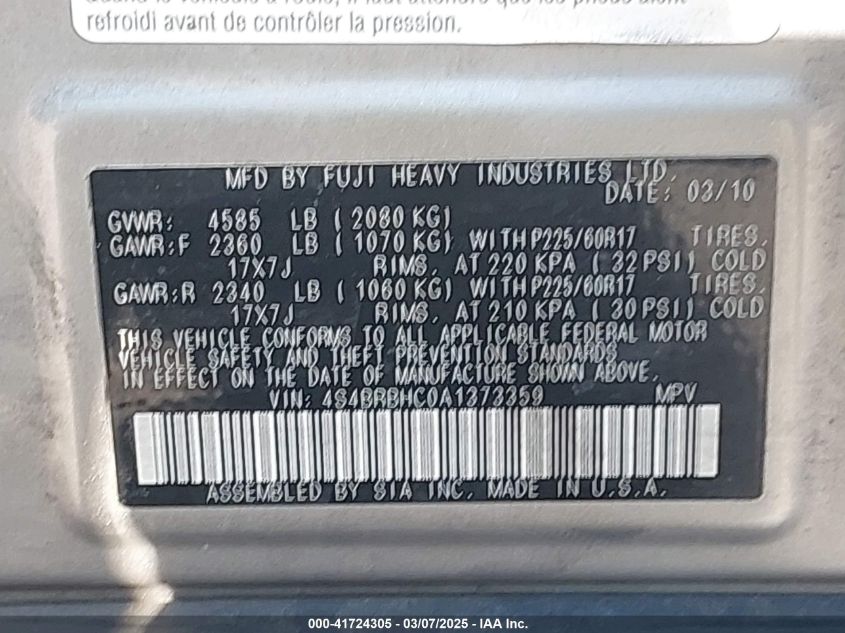 refroidi avant de contrôler la pression.
MFD BY FUJI HEAVY INDUSTRIES LTD.
DATE: 03/10
GVWR: 4585 LB (2080 KG)
GAWR:F 2360 LB (1070 KG) WITH P225/60R17 TIRES,
17X7J RIMS, AT 220 KPA (32 PSI) COLD
GAWR:R 2340 LB (1060 KG) WITH P225/60R17 TIRES,
17X7J RIMS, AT 210 KPA (30 PSI) COLD
THIS VEHICLE CONFORMS TO ALL APPLICABLE FEDERAL MOTOR
VEHICLE SAFETY AND THEFT PREVENTION STANDARDS
IN EFFECT ON THE DATE OF MANUFACTURE SHOWN ABOVE.
VIN: 4S4BRBHC0A1373359 MPV
ASSEMBLED BY SIA INC. MADE IN U.S.A.
000-41724305 - 03/07/2025 - IAA Inc.